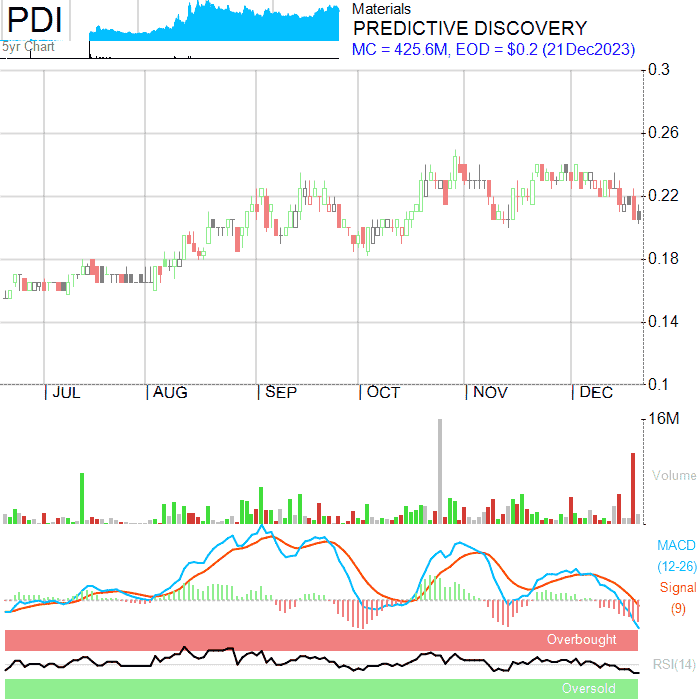 PDI
5yr Chart
Materials
PREDICTIVE DISCOVERY
MC = 425.6M, EOD = $0.2 (21Dec2023)
0.3
0.26
0.22
0.18
0.14
0.1
JUL
AUG
SEP
OCT
NOV
DEC
16M
Volume
MACD
(12-26)
Signal
(9)
Overbought
RSI(14)
Oversold